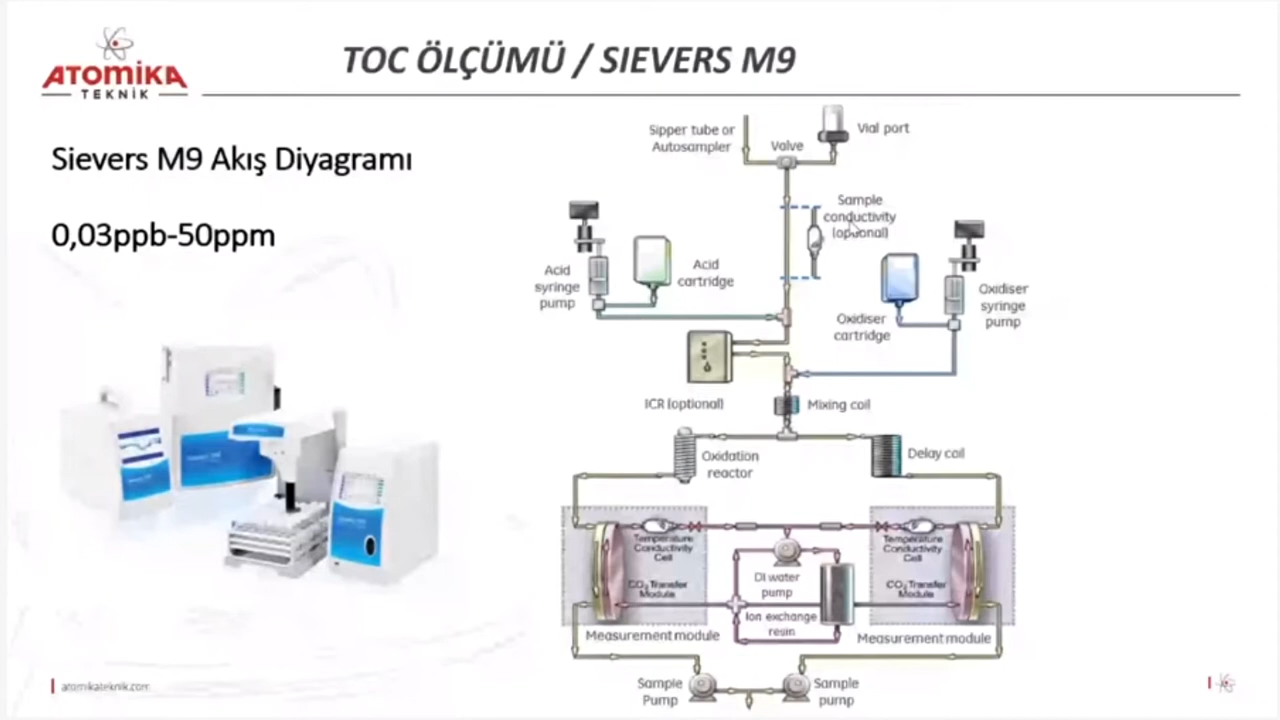 ATOMİKA
TEKNİK
TOC ÖLÇÜMÜ / SIEVERS M9
Sievers M9 Akış Diyagramı
0,03ppb-50ppm
Sipper tube or
Autosampler
Valve
Vial port
Sample
conductivity
(optional)
Acid
syringe
pump
Acid
cartridge
Oxidiser
cartridge
Oxidiser
syringe
pump
ICR (optional)
Mixing coil
Oxidation
reactor
Delay coil
Temperature
Conductivity
Cell
CO₂ Transfer
Module
Measurement module
DI water
pump
Ion exchange
resin
Temperature
Conductivity
Cell
CO₂ Transfer
Module
Measurement module
Sample
Pump
Sample
pump
atomikateknik.com